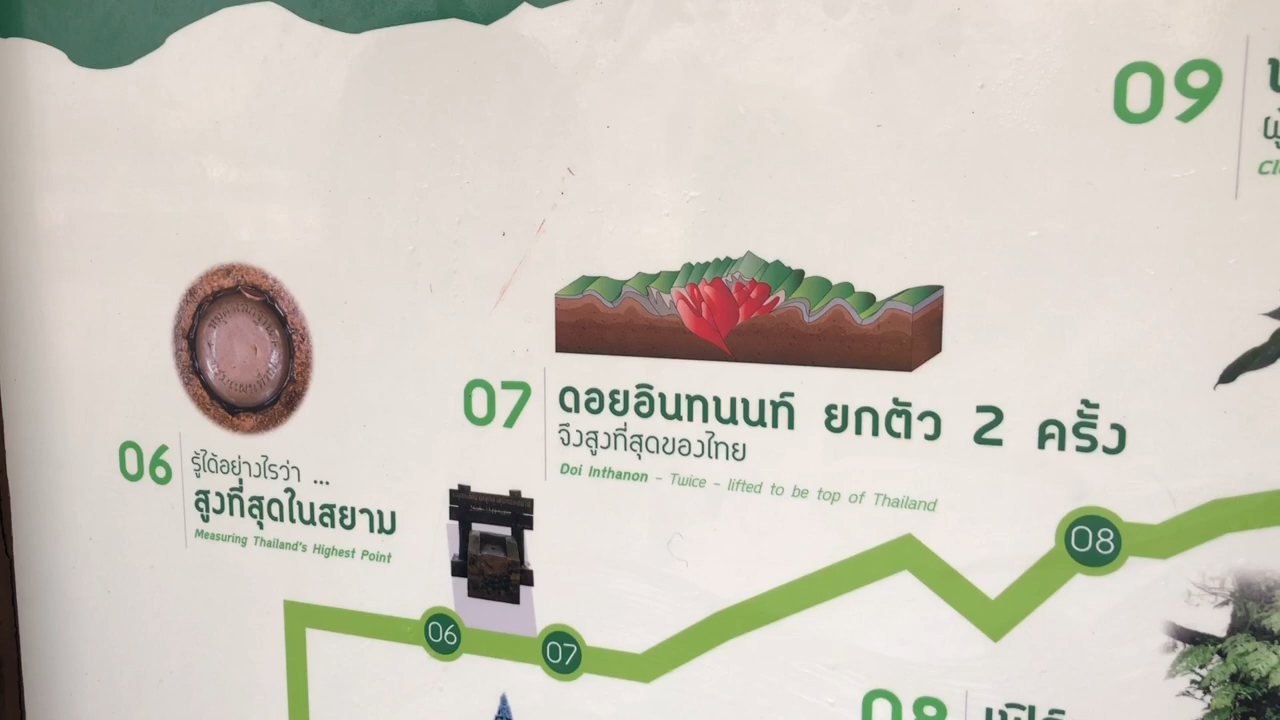 09
Cl
06
รู้ได้อย่างไรว่า ...
สูงที่สุดในสยาม
Measuring Thailand's Highest Point
07
ดอยอินทนนท์ ยกตัว 2 ครั้ง
จึงสูงที่สุดของไทย
Doi Inthanon - Twice - lifted to be top of Thailand
08
06
07
08